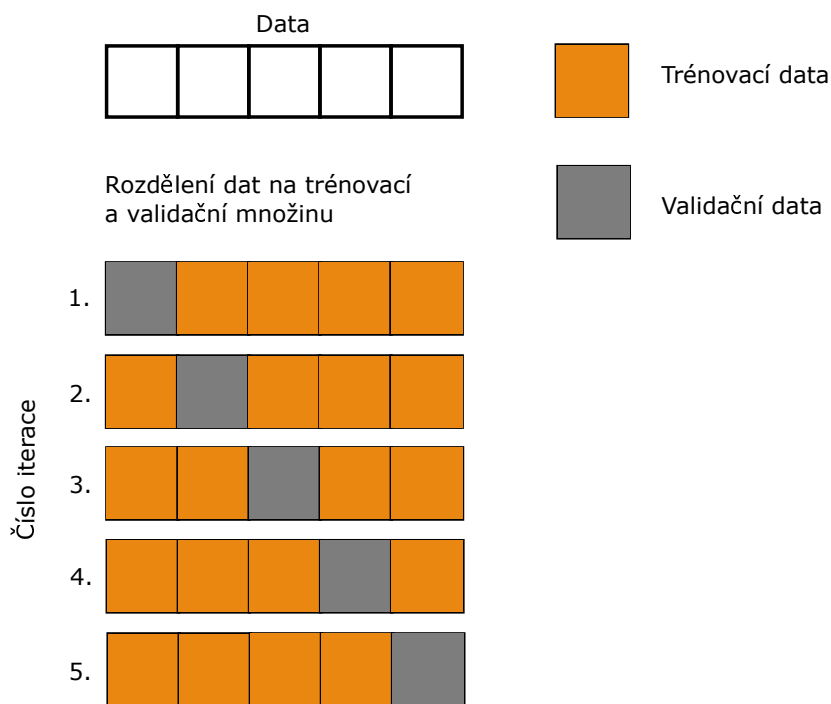 Data
Trénovací data
Rozdělení dat na trénovací
a validační množinu
Validační data
Číslo iterace
1.
2.
3.
4.
5.